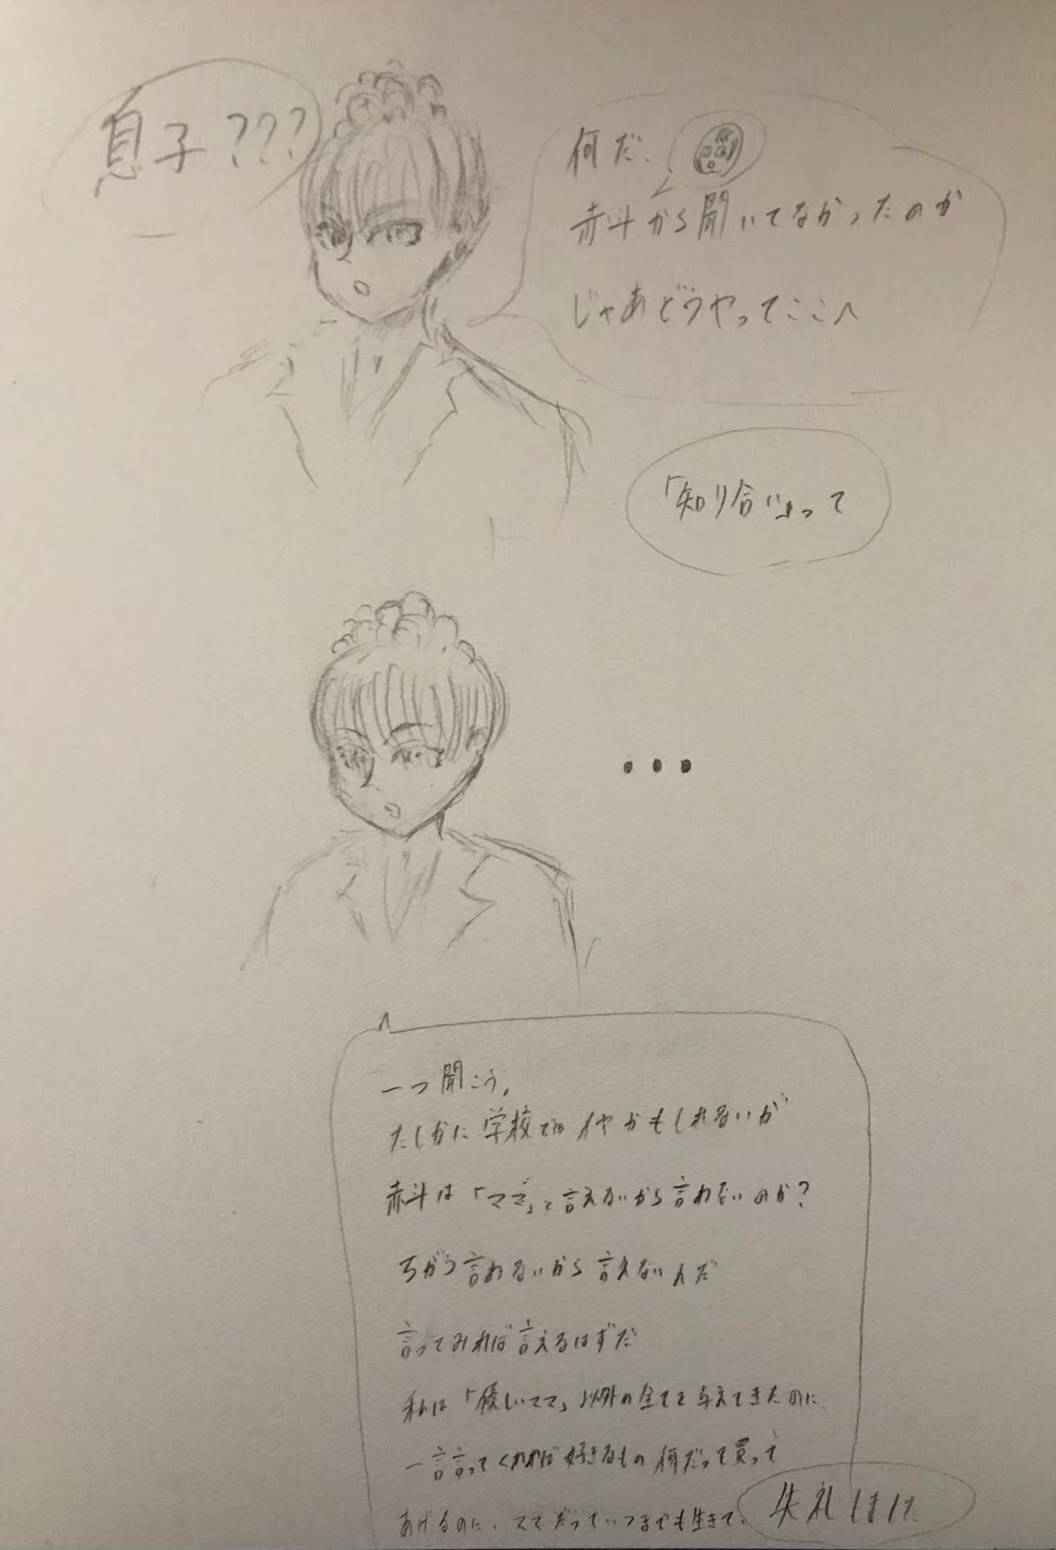 息子???
何だ、
赤斗から聞いてなかったのか
じゃあどうやってここへ
「知り合い」って
...
一つ聞こう。
たしかに学校ではイヤかもしれないが
赤斗は「ママ」と言えないから言わないのか?
ちがう言わないから言えないんだ
言ってみれば言えるはずだ
私は「優しいママ」以外の全てを与えてきたのに、
一言言ってくれれば好きなもの何だって買って
あげるのに、ママだっていつまでも生きて、
失礼しました